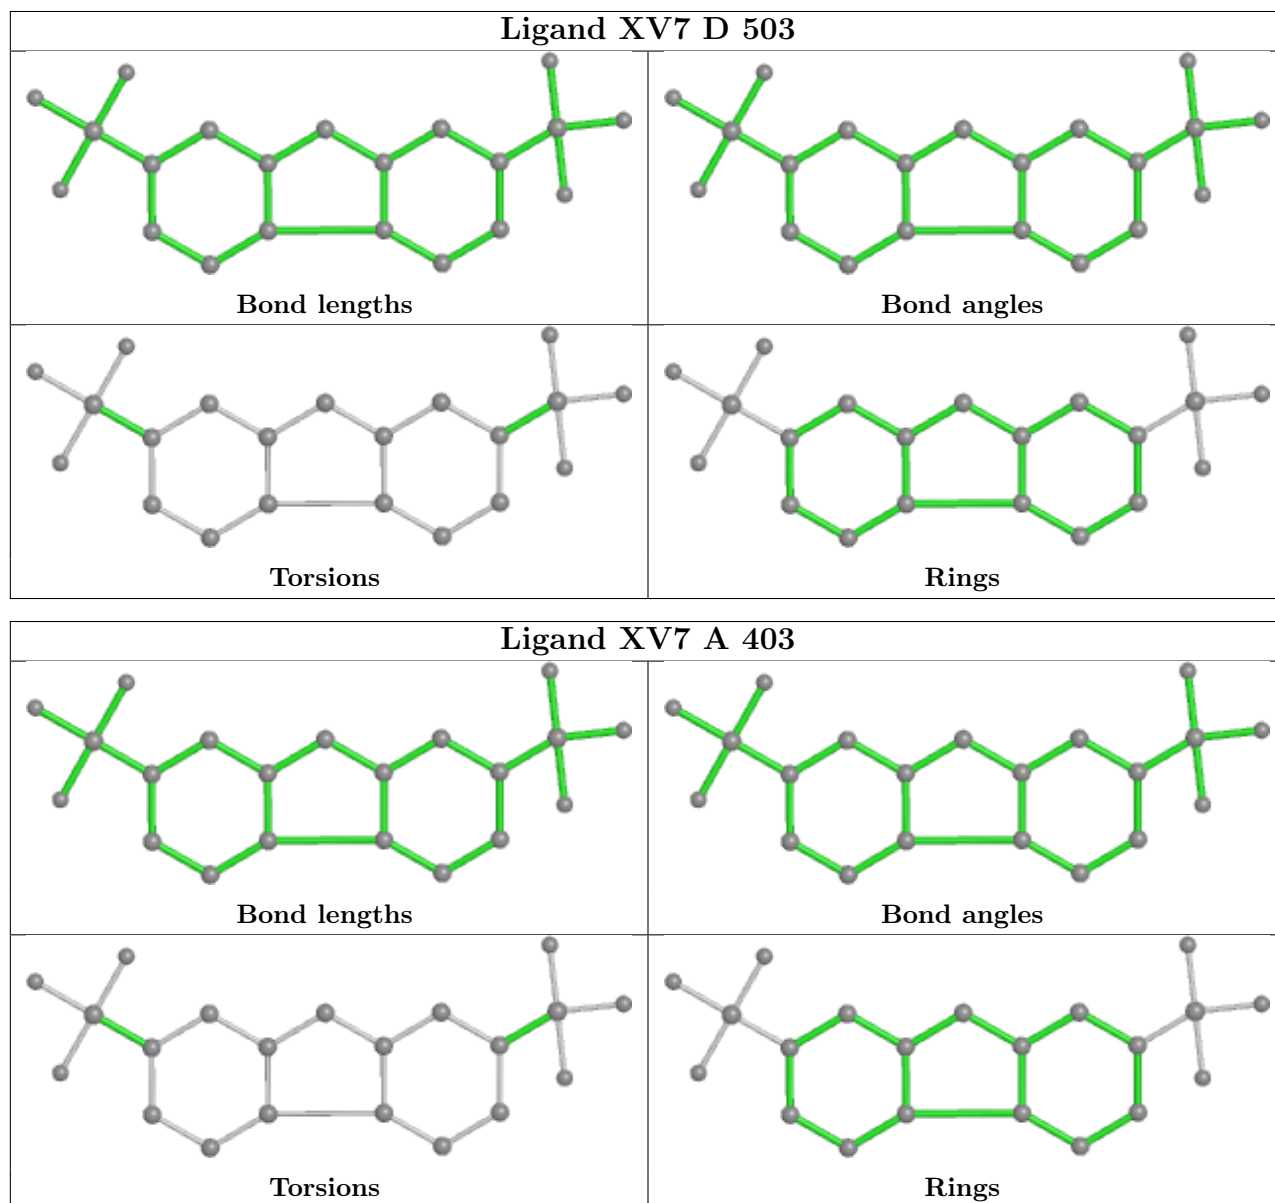 Ligand XV7 D 503
Bond lengths
Bond angles
Torsions
Rings
Ligand XV7 A 403
Bond lengths
Bond angles
Torsions
Rings